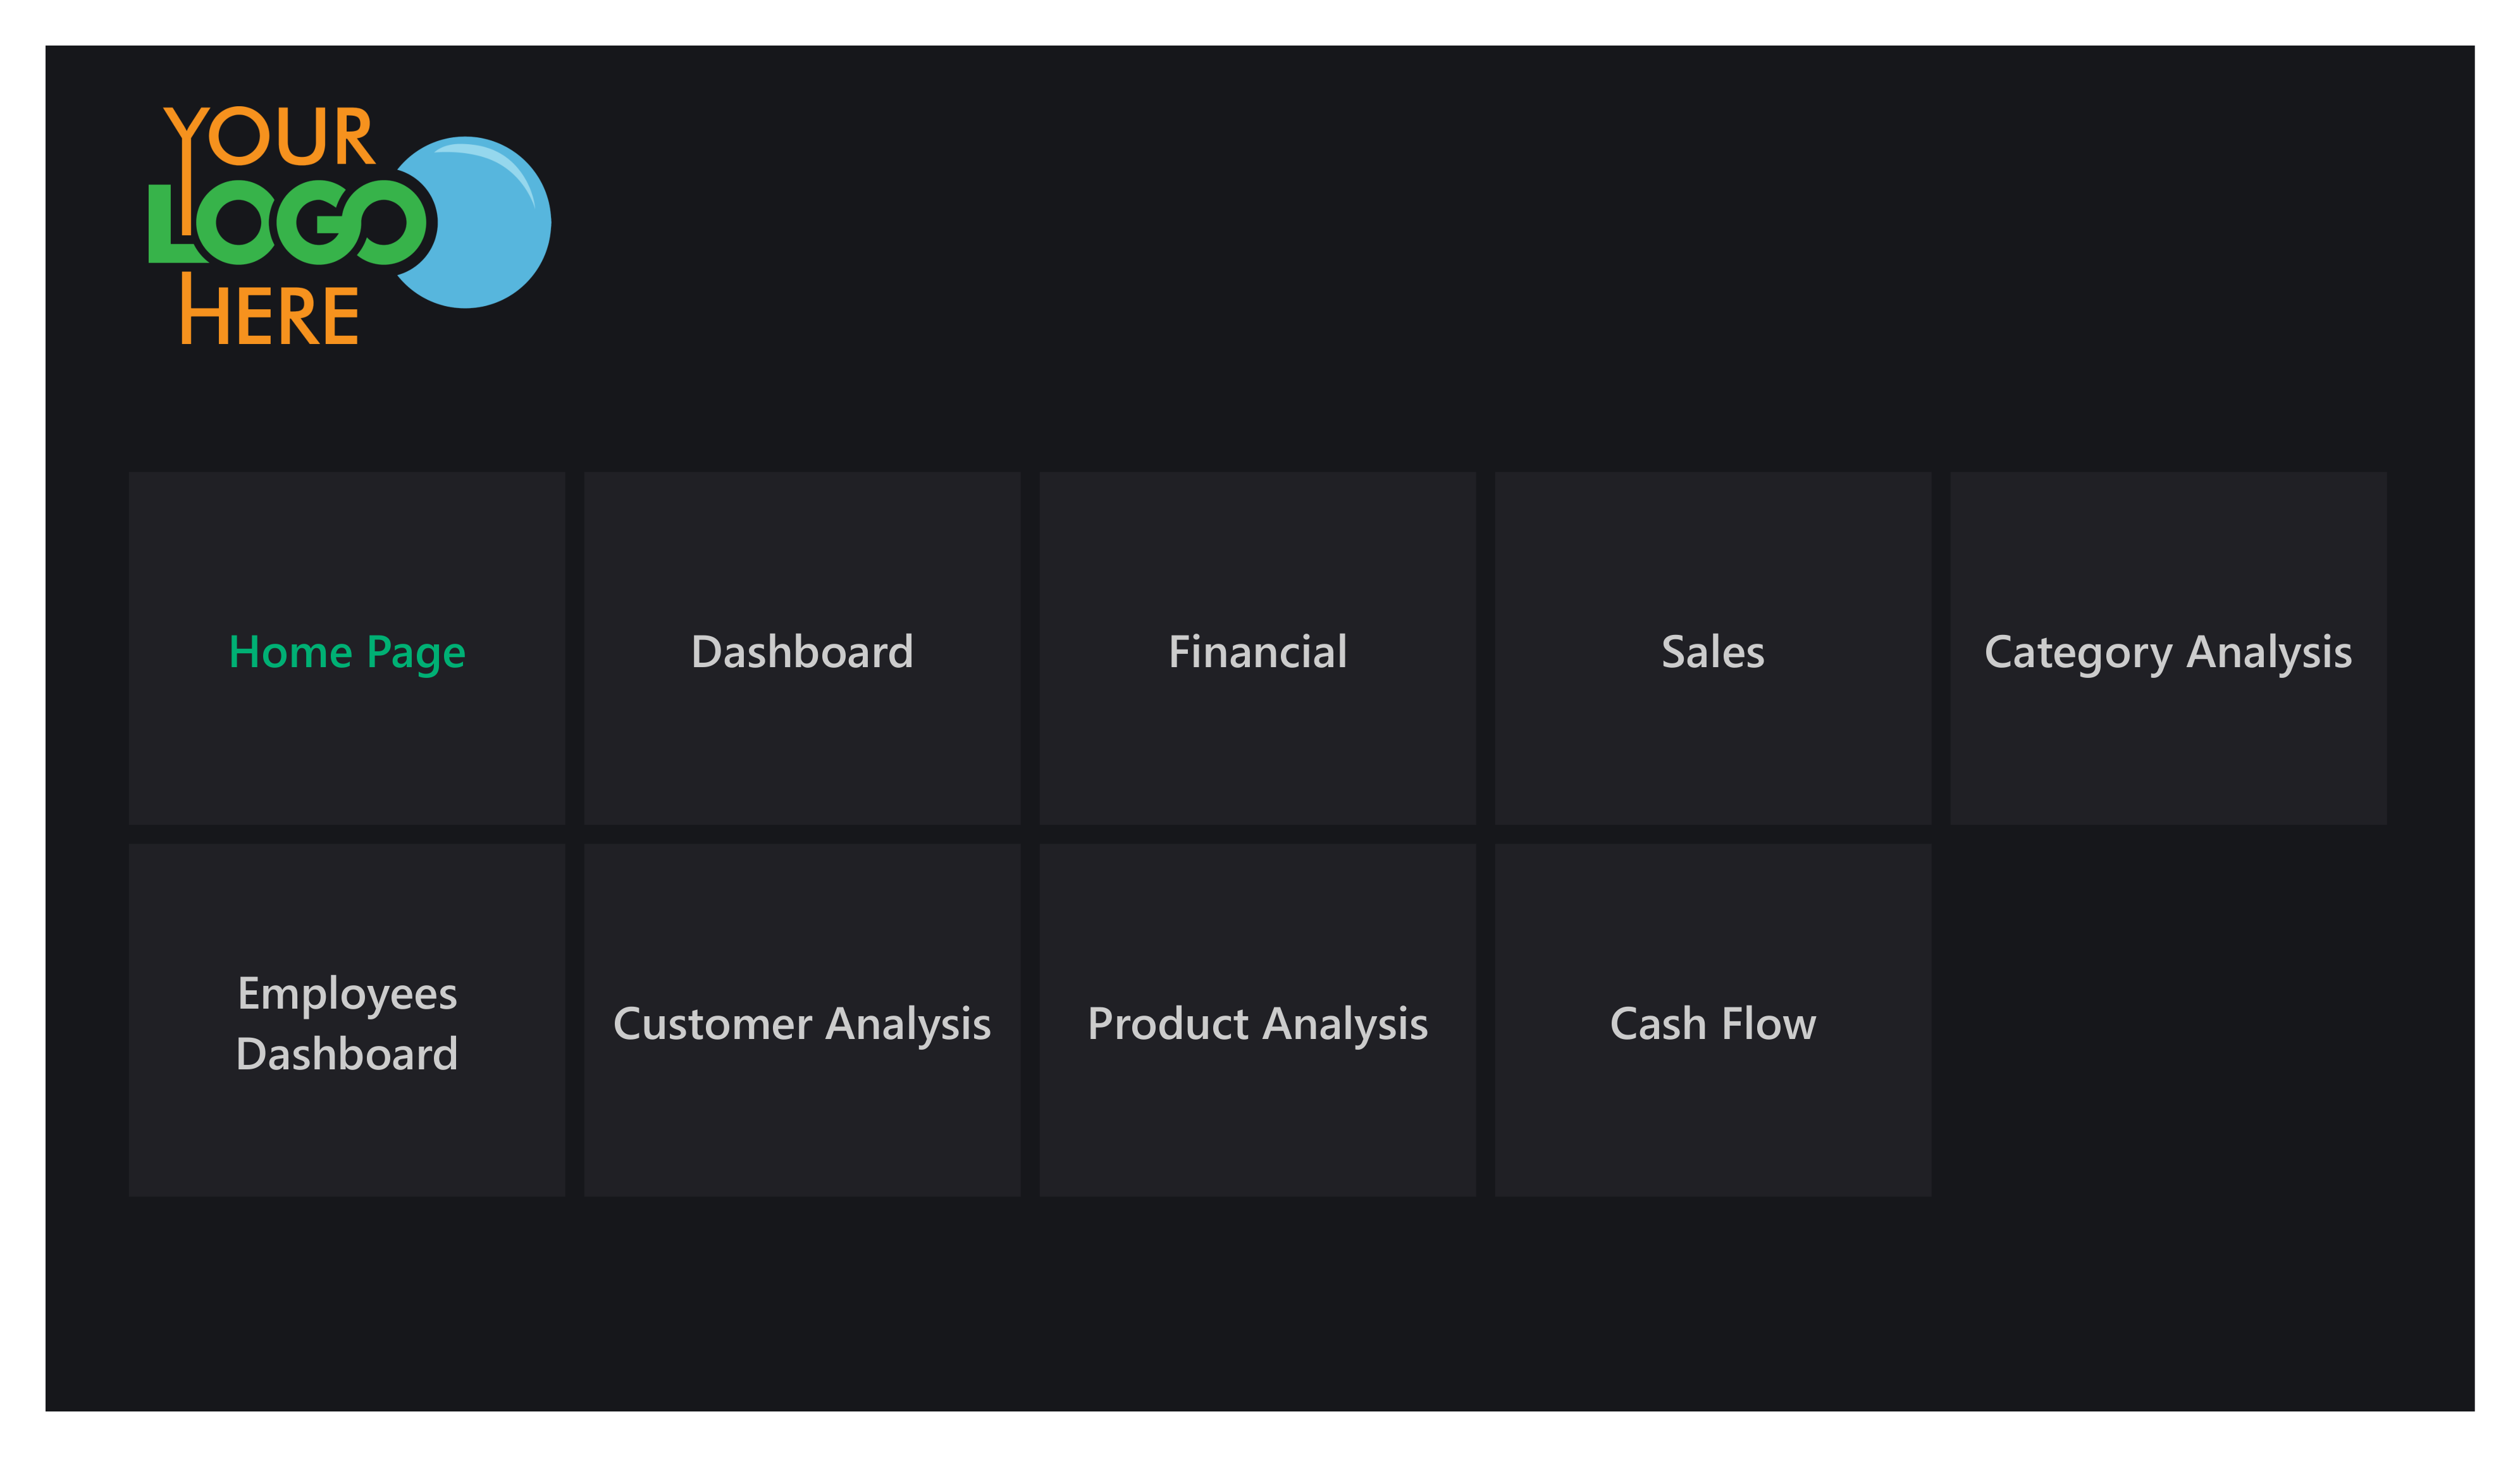 YOUR
LOGO
HERE
Home Page
Dashboard
Financial
Sales
Category Analysis
Employees
Dashboard
Customer Analysis
Product Analysis
Cash Flow